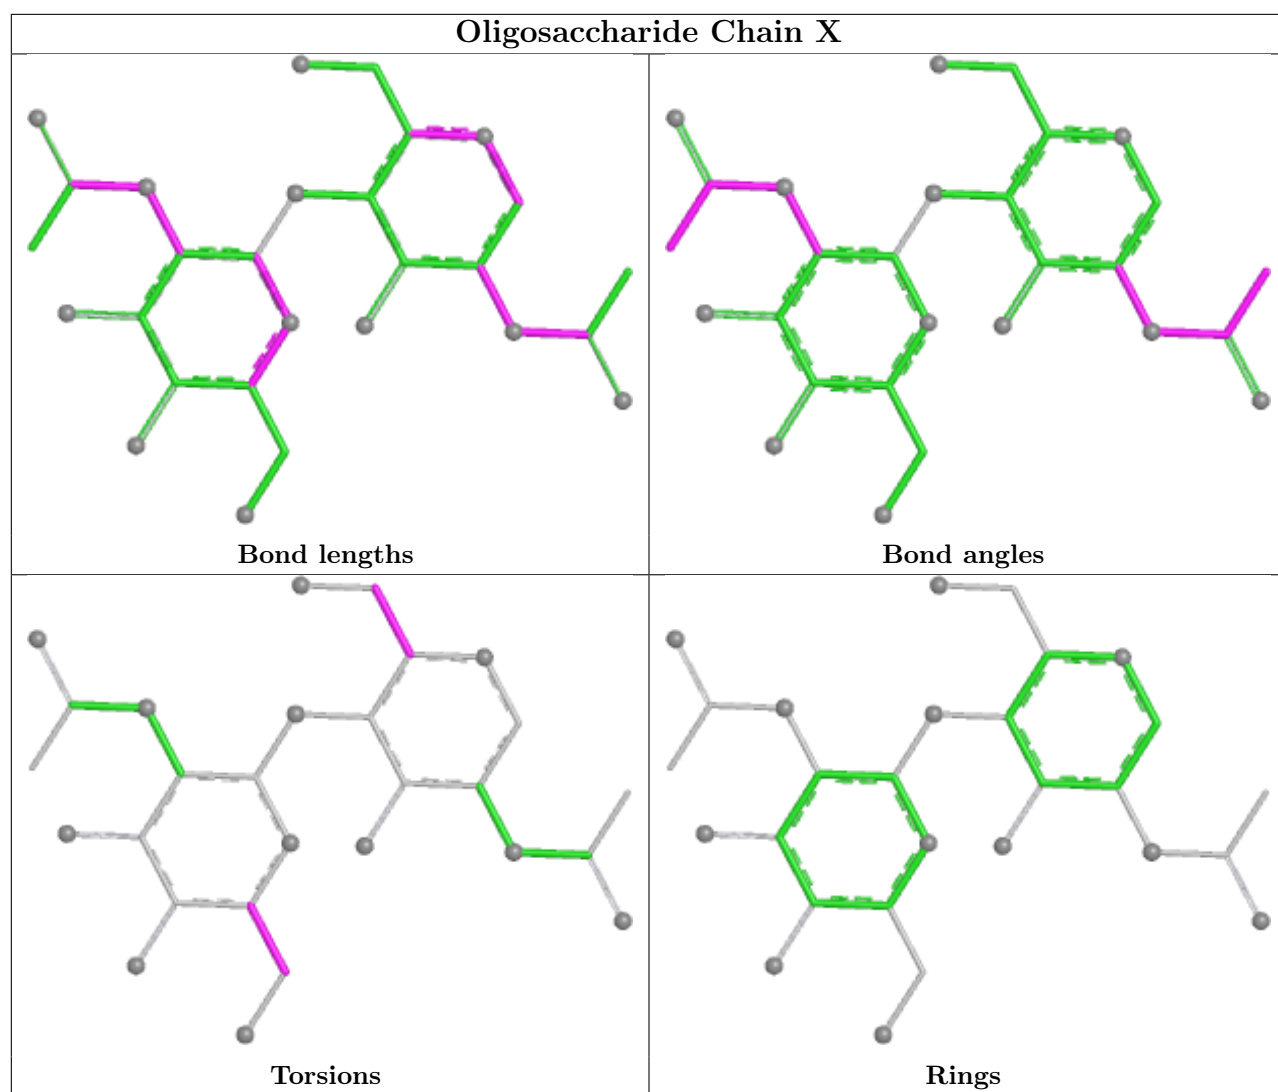 Oligosaccharide Chain X
Bond lengths
Bond angles
Torsions
Rings